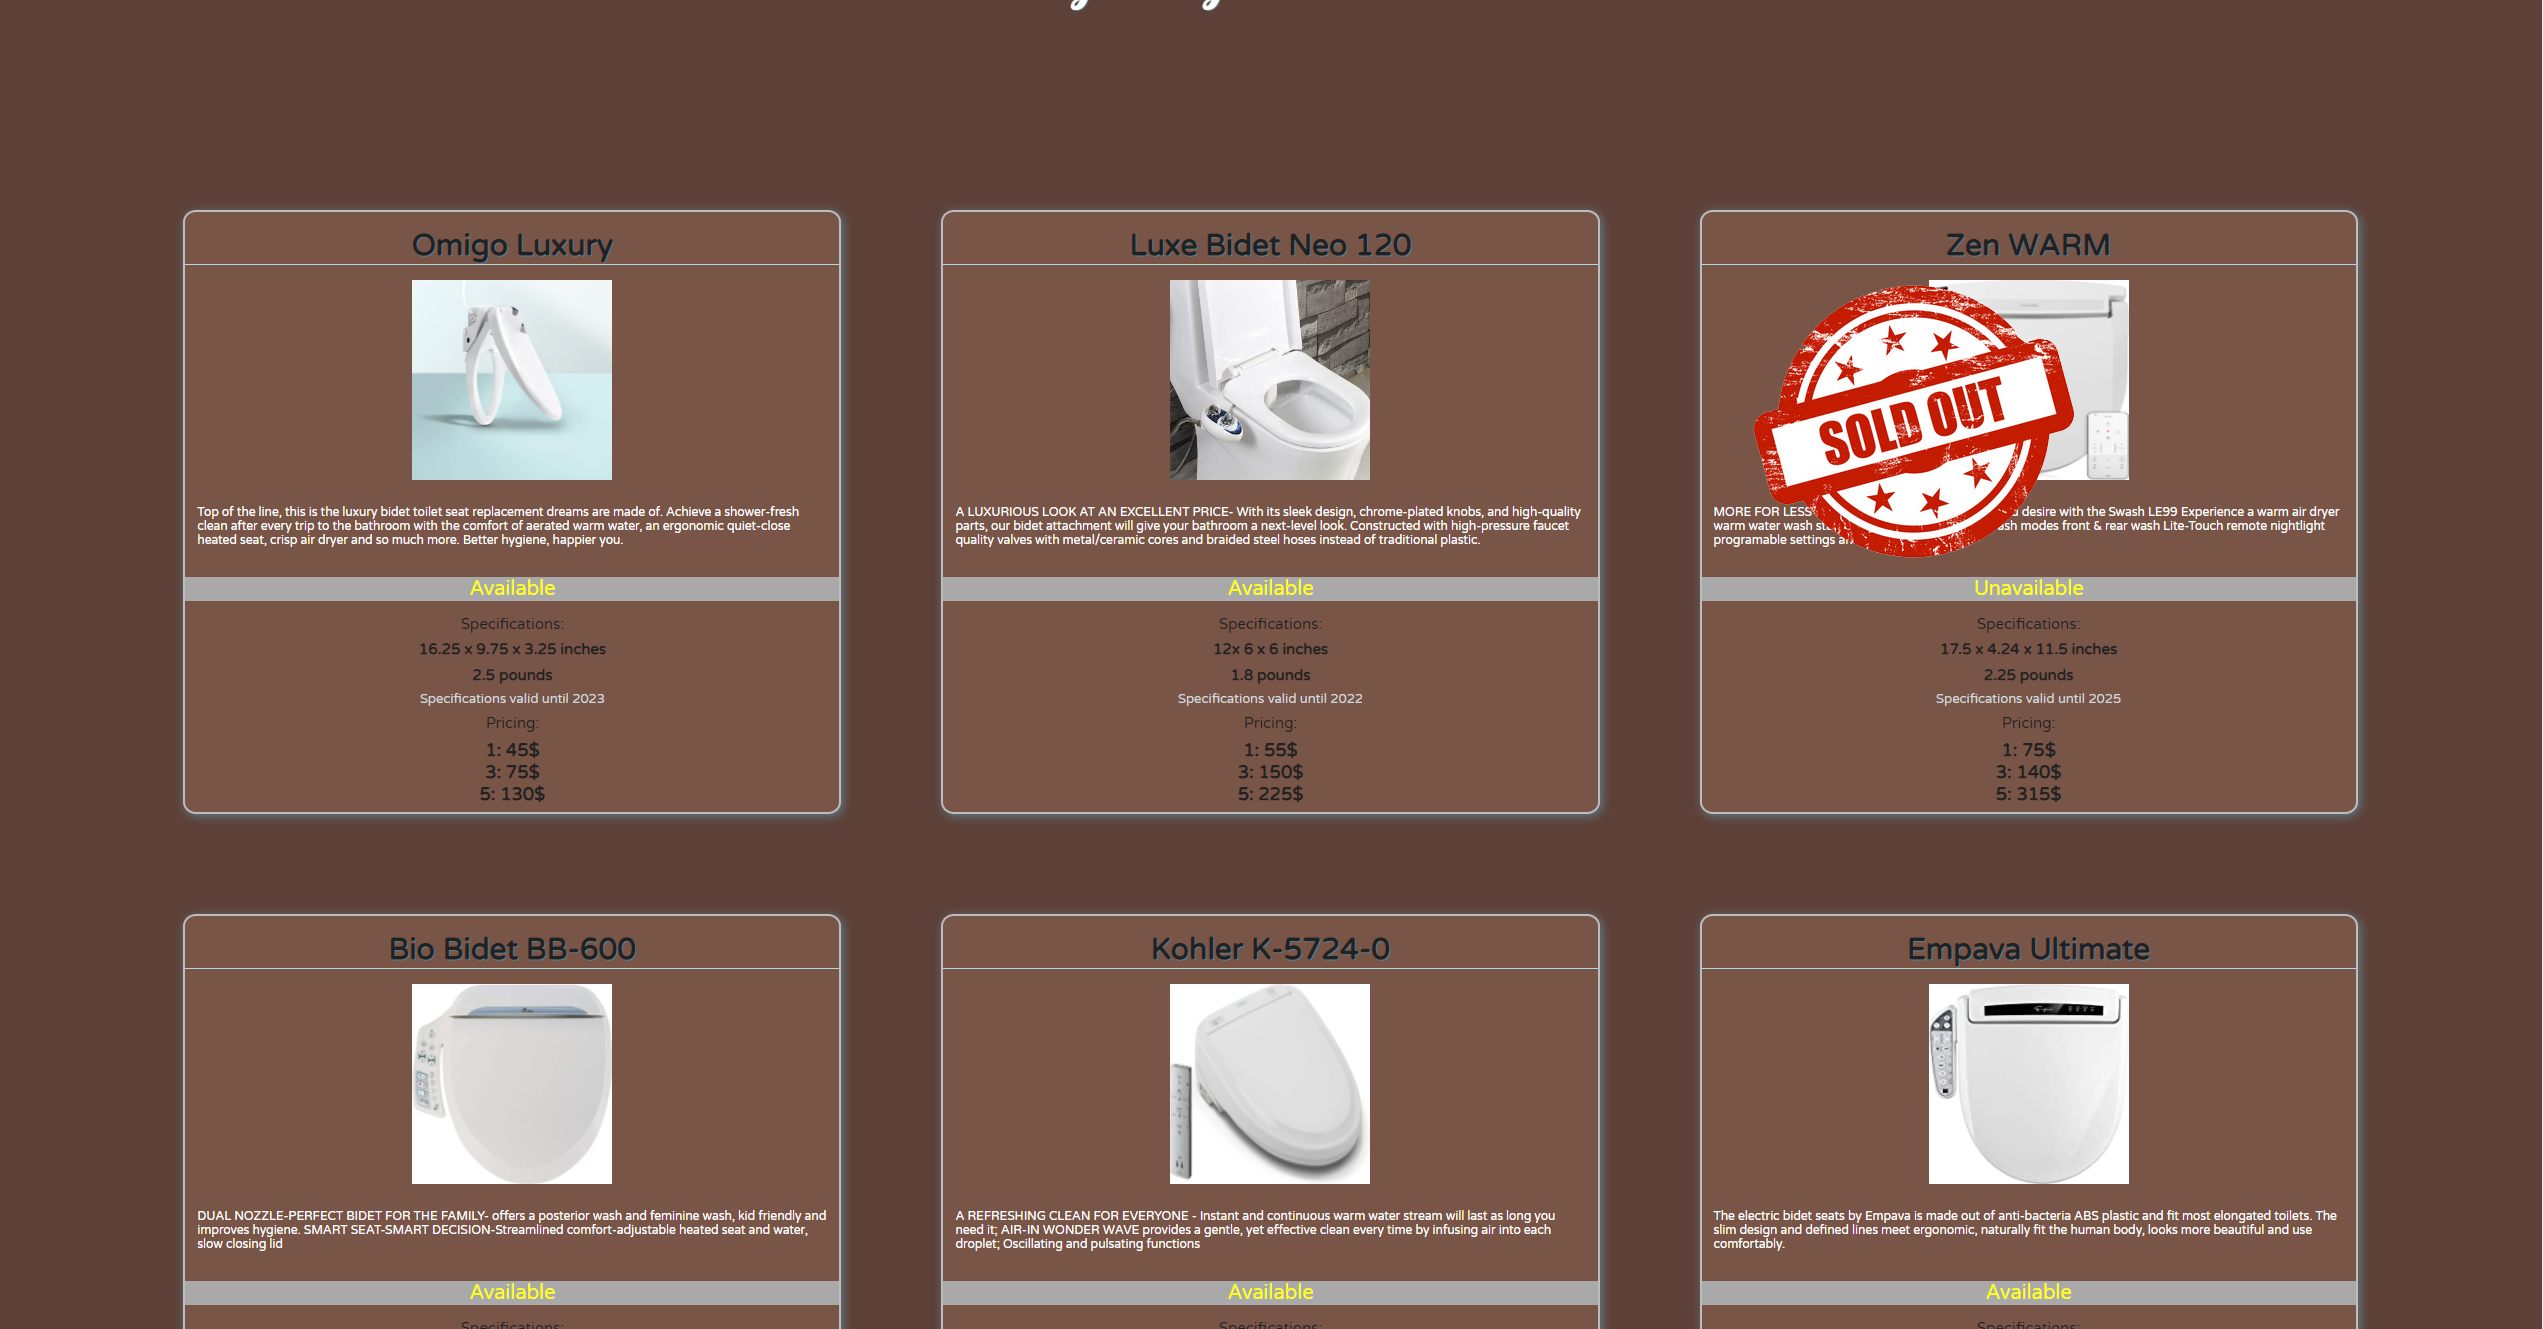 Omigo Luxury
Top of the line, this is the luxury bidet toilet seat replacement dreams are made of. Achieve a shower-fresh
clean after every trip to the bathroom with the comfort of aerated warm water, an ergonomic quiet-close
heated seat, crisp air dryer and so much more. Better hygiene, happier you.
Available
Specifications:
16.25 x 9.75 x 3.25 inches
2.5 pounds
Specifications valid until 2023
Pricing:
1: 45$
3: 75$
5: 130$
Luxe Bidet Neo 120
A LUXURIOUS LOOK AT AN EXCELLENT PRICE- With its sleek design, chrome-plated knobs, and high-quality
parts, our bidet attachment will give your bathroom a next-level look. Constructed with high-pressure faucet
quality valves with metal/ceramic cores and braided steel hoses instead of traditional plastic.
Available
Specifications:
12x 6 x 6 inches
1.8 pounds
Specifications valid until 2022
Pricing:
1: 55$
3: 150$
5: 225$
Zen WARM
SOLD OUT
MORE FOR LESS desire with the Swash LE99 Experience a warm air dryer
warm water wash modes front & rear wash Lite-Touch remote nightlight
programable settings
Unavailable
Specifications:
17.5 x 4.24 x 11.5 inches
2.25 pounds
Specifications valid until 2025
Pricing:
1: 75$
3: 140$
5: 315$
Bio Bidet BB-600
DUAL NOZZLE-PERFECT BIDET FOR THE FAMILY- offers a posterior wash and feminine wash, kid friendly and
improves hygiene. SMART SEAT-SMART DECISION-Streamlined comfort-adjustable heated seat and water,
slow closing lid
Available
Specifications:
Kohler K-5724-0
A REFRESHING CLEAN FOR EVERYONE - Instant and continuous warm water stream will last as long you
need it; AIR-IN WONDER WAVE provides a gentle, yet effective clean every time by infusing air into each
droplet; Oscillating and pulsating functions
Available
Specifications:
Empava Ultimate
The electric bidet seats by Empava is made out of anti-bacteria ABS plastic and fit most elongated toilets. The
slim design and defined lines meet ergonomic, naturally fit the human body, looks more beautiful and use
comfortably.
Available
Specifications: